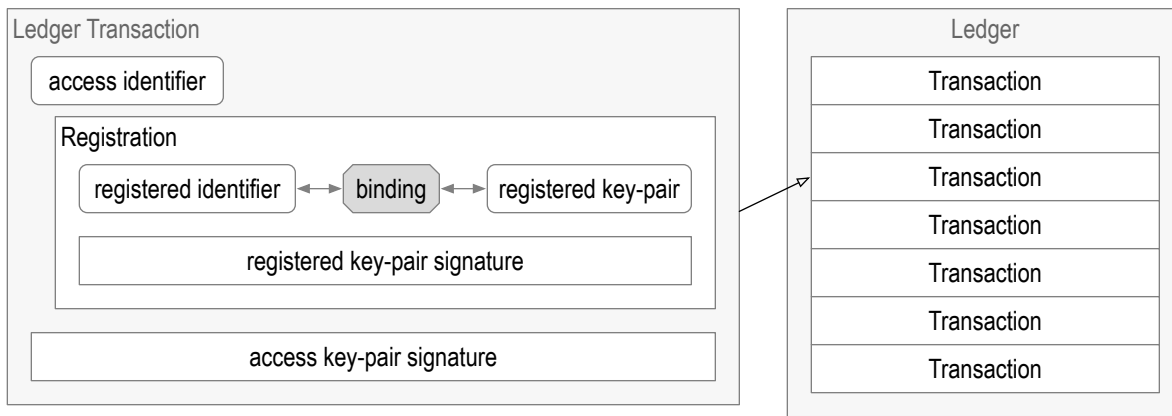 Ledger Transaction
access identifier
Registration
registered identifier
binding
registered key-pair
registered key-pair signature
access key-pair signature
Ledger
Transaction
Transaction
Transaction
Transaction
Transaction
Transaction
Transaction